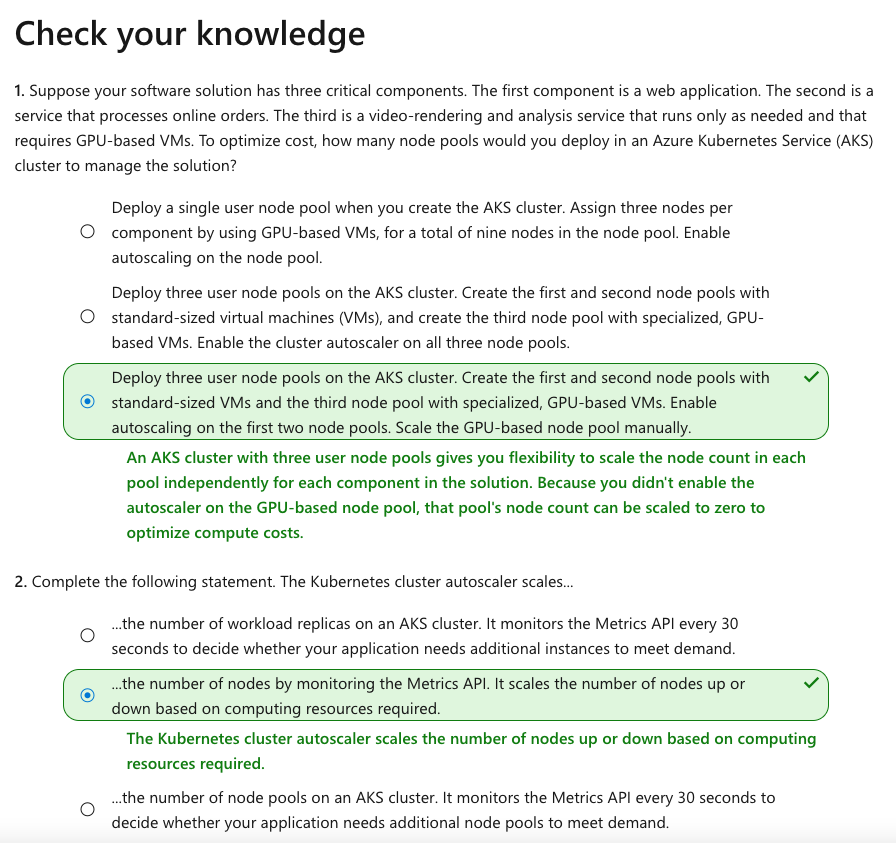 Check your knowledge
1. Suppose your software solution has three critical components. The first component is a web application. The second is a
service that processes online orders. The third is a video-rendering and analysis service that runs only as needed and that
requires GPU-based VMs. To optimize cost, how many node pools would you deploy in an Azure Kubernetes Service (AKS)
cluster to manage the solution?
Deploy a single user node pool when you create the AKS cluster. Assign three nodes per
component by using GPU-based VMs, for a total of nine nodes in the node pool. Enable
autoscaling on the node pool.
Deploy three user node pools on the AKS cluster. Create the first and second node pools with
standard-sized virtual machines (VMs), and create the third node pool with specialized, GPU-
based VMs. Enable the cluster autoscaler on all three node pools.
Deploy three user node pools on the AKS cluster. Create the first and second node pools with
standard-sized VMs and the third node pool with specialized, GPU-based VMs. Enable
autoscaling on the first two node pools. Scale the GPU-based node pool manually.
An AKS cluster with three user node pools gives you flexibility to scale the node count in each
pool independently for each component in the solution. Because you didn't enable the
autoscaler on the GPU-based node pool, that pool's node count can be scaled to zero to
optimize compute costs.
2. Complete the following statement. The Kubernetes cluster autoscaler scales...
...the number of workload replicas on an AKS cluster. It monitors the Metrics API every 30
seconds to decide whether your application needs additional instances to meet demand.
...the number of nodes by monitoring the Metrics API. It scales the number of nodes up or
down based on computing resources required.
The Kubernetes cluster autoscaler scales the number of nodes up or down based on computing
resources required.
...the number of node pools on an AKS cluster. It monitors the Metrics API every 30 seconds to
decide whether your application needs additional node pools to meet demand.